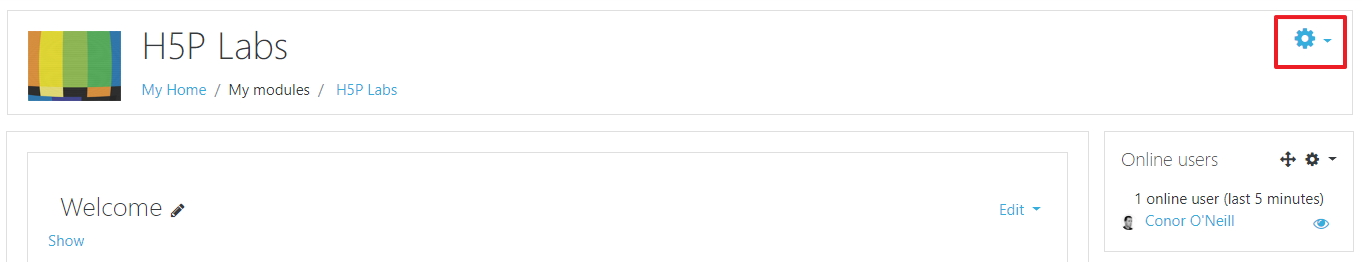 H5P Labs
My Home / My modules / H5P Labs
Welcome
Edit
Show
Online users
1 online user (last 5 minutes)
Conor O'Neill